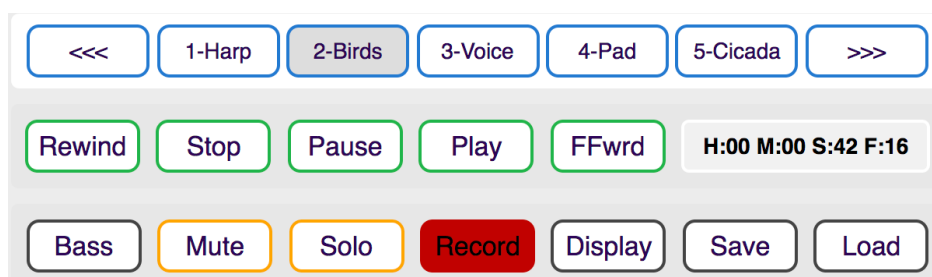 <<< 1-Harp 2-Birds 3-Voice 4-Pad 5-Cicada >>>
Rewind Stop Pause Play FFwrd H:00 M:00 S:42 F:16
Bass Mute Solo Record Display Save Load